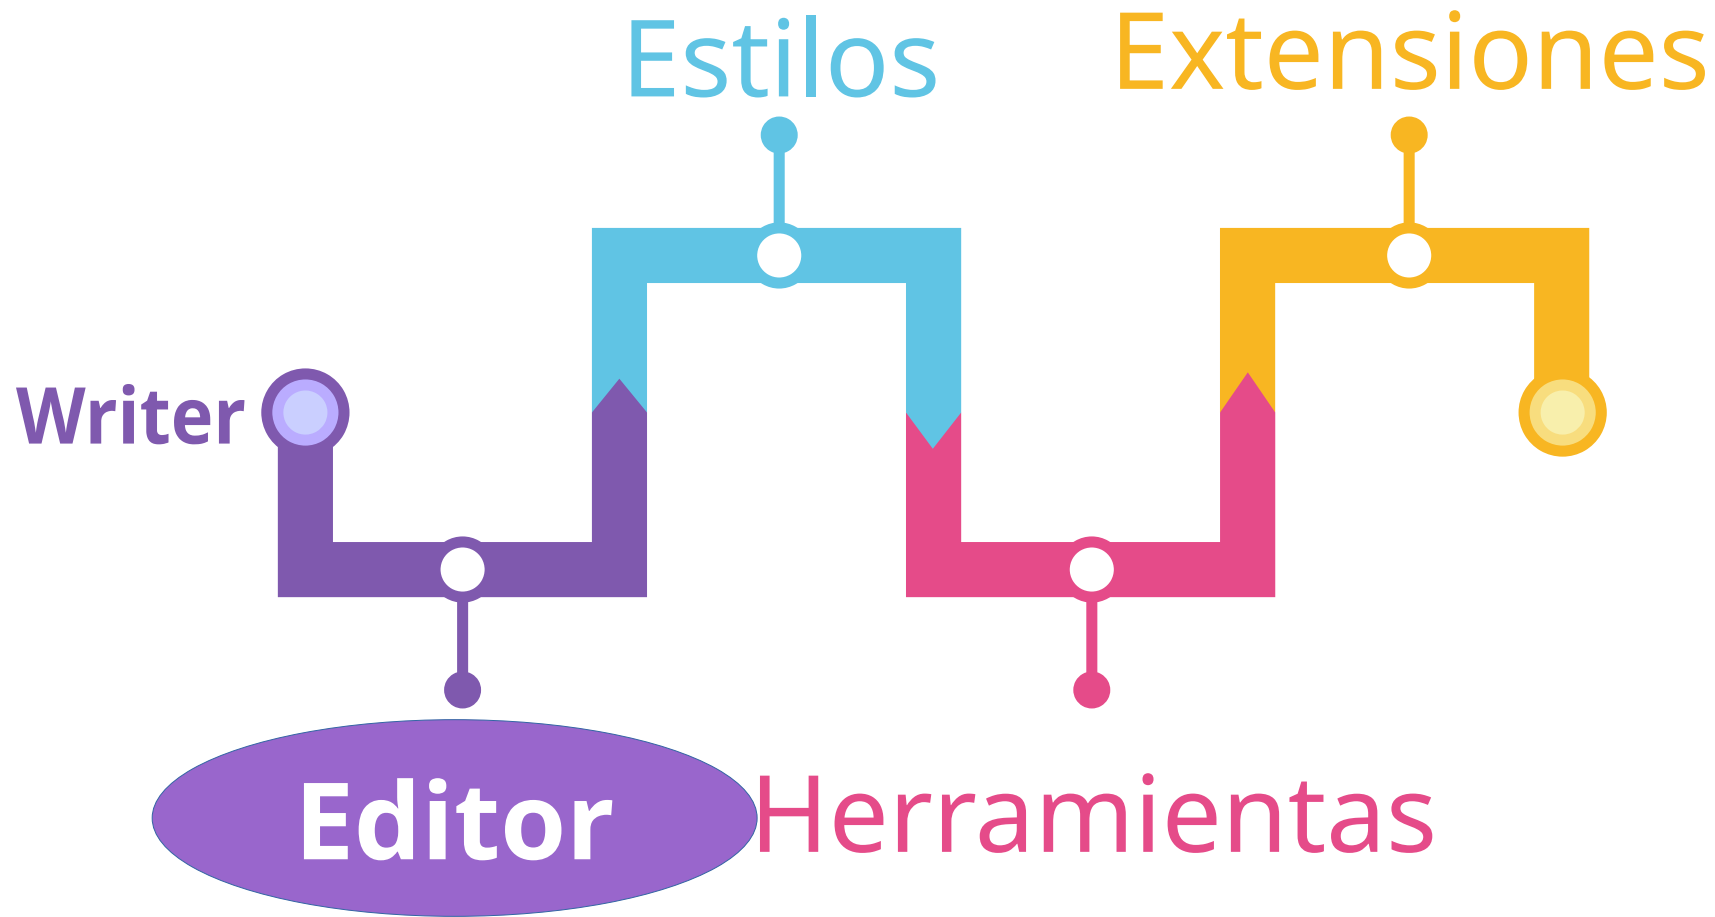 Estilos
Extensiones
Writer
Editor
Herramientas